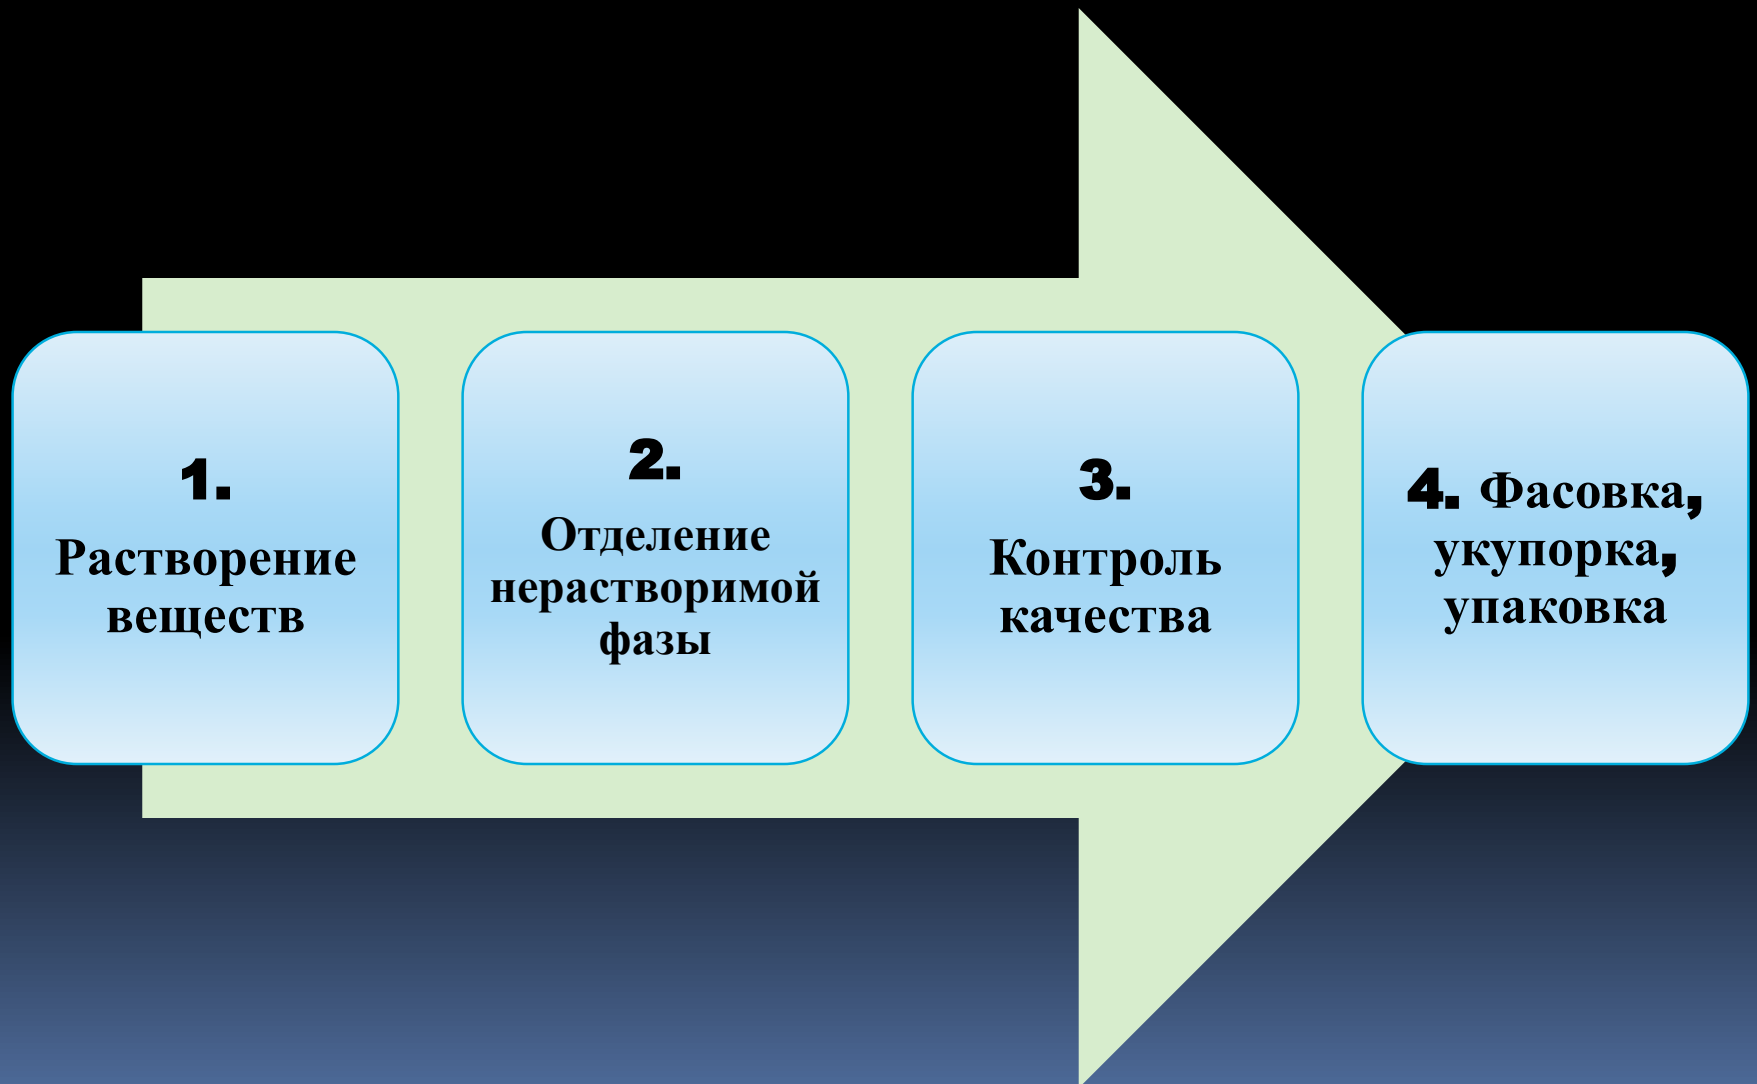 1.
Растворение
веществ
2.
Отделение
нерастворимой
фазы
3.
Контроль
качества
4. Фасовка,
укупорка,
упаковка